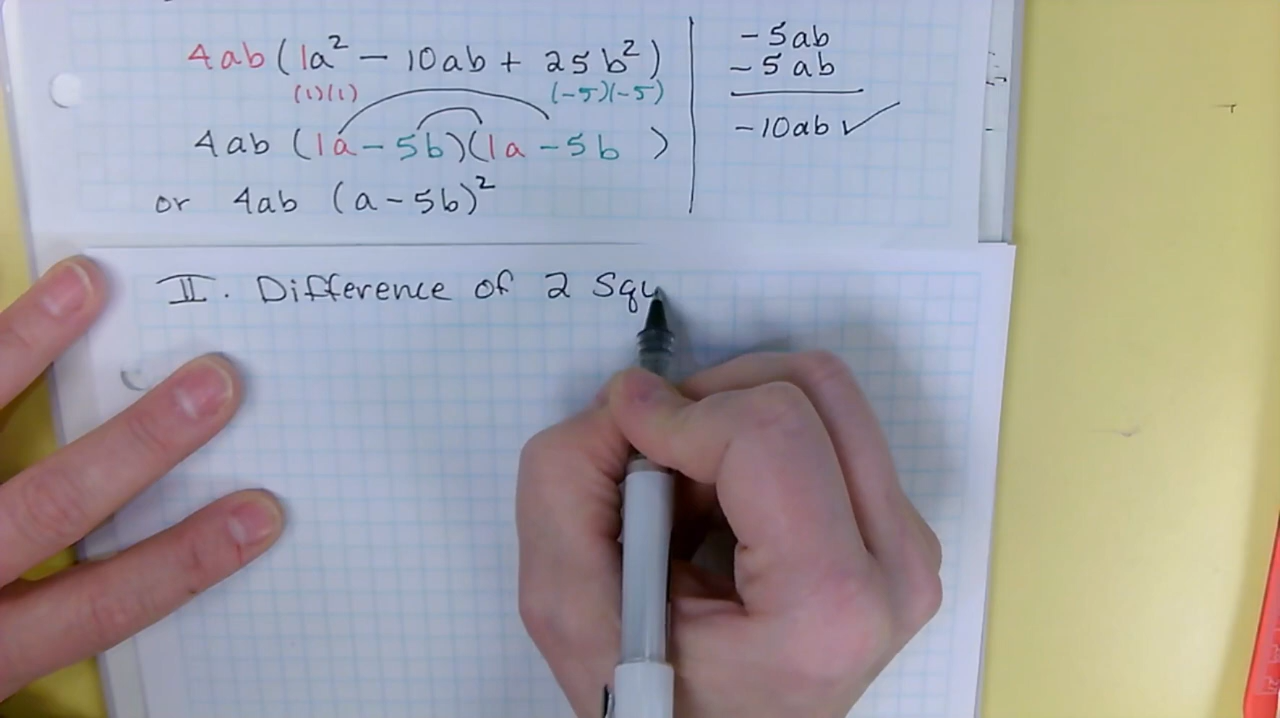 4ab(1a² - 10ab + 25b²)
(1)(1) (-5)(-5)
4ab (1a - 5b)(1a - 5b )
or 4ab (a - 5b)²
- 5ab
- 5ab
- 10ab ✓
II. Difference of 2 Squ